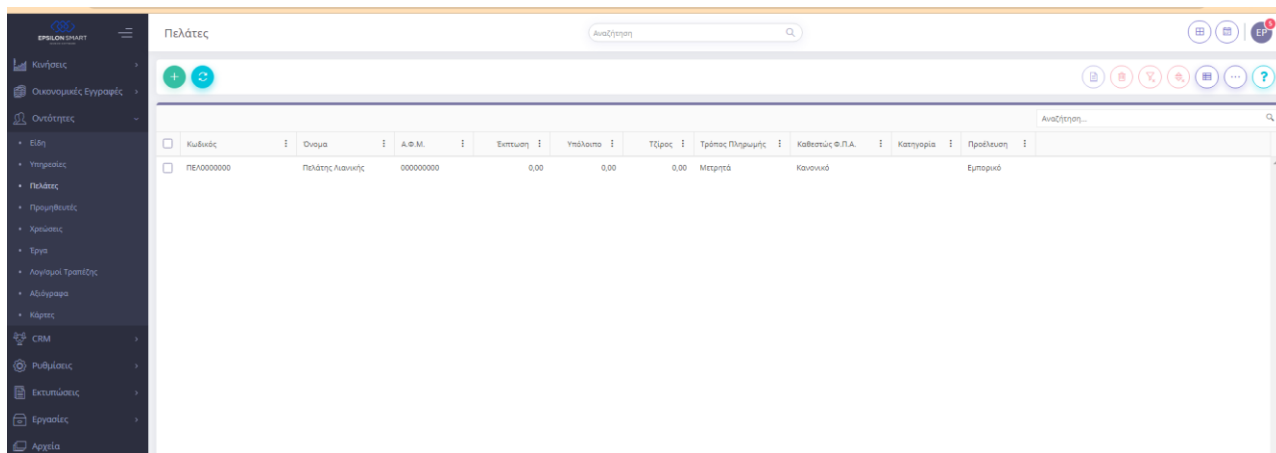 EPSILON SMART
Πελάτες
Αναζήτηση
EP
5
Κινήσεις
Οικονομικές Εγγραφές
Οντότητες
Είδη
Υπηρεσίες
Πελάτες
Προμηθευτές
Χρεώσεις
Έργα
Λογ/σμοί Τραπέζης
Αξιόγραφα
Κάρτες
CRM
Ρυθμίσεις
Εκτυπώσεις
Εργασίες
Αρχεία
?
Αναζήτηση...
Κωδικός Όνομα Α.Φ.Μ. Έκπτωση Υπόλοιπο Τζίρος Τρόπος Πληρωμής Καθεστώς Φ.Π.Α. Κατηγορία Προέλευση
ΠΕΛ0000000 Πελάτης Λιανικής 000000000 0,00 0,00 0,00 Μετρητά Κανονικό Εμπορικό